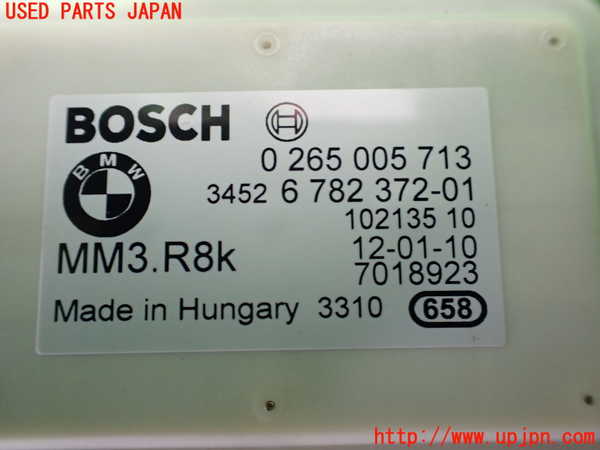 USED PARTS JAPAN
BOSCH
0 265 005 713
BMW
3452 6 782 372-01
102135 10
MM3.R8k
12-01-10
7018923
Made in Hungary 3310 658
http://www.upjpn.com/